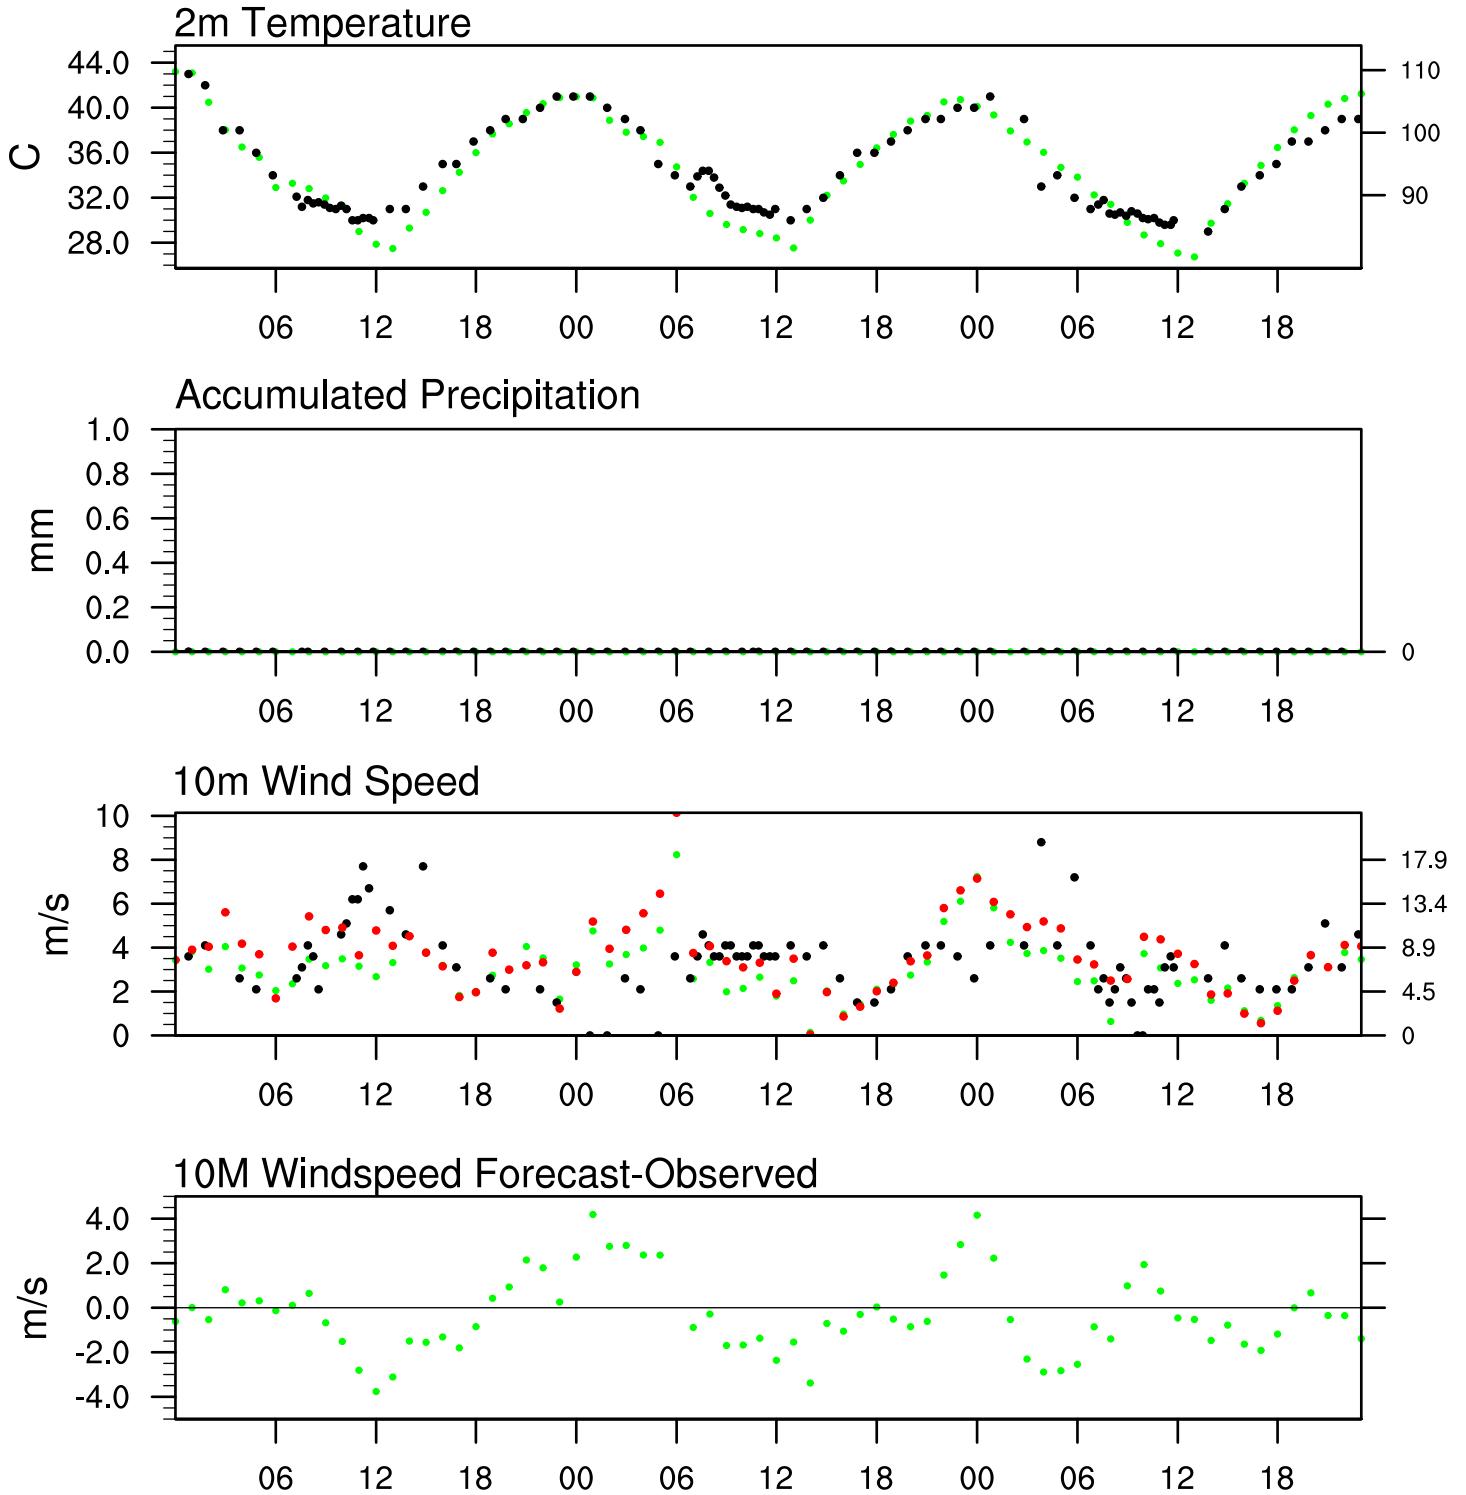 2m Temperature
44.0
40.0
36.0
32.0
28.0
C
110
100
90
06 12 18 00 06 12 18 00 06 12 18
Accumulated Precipitation
1.0
0.8
0.6
0.4
0.2
0.0
mm
0
06 12 18 00 06 12 18 00 06 12 18
10m Wind Speed
10
8
6
4
2
0
m/s
17.9
13.4
8.9
4.5
0
06 12 18 00 06 12 18 00 06 12 18
10M Windspeed Forecast-Observed
4.0
2.0
0.0
-2.0
-4.0
m/s
06 12 18 00 06 12 18 00 06 12 18